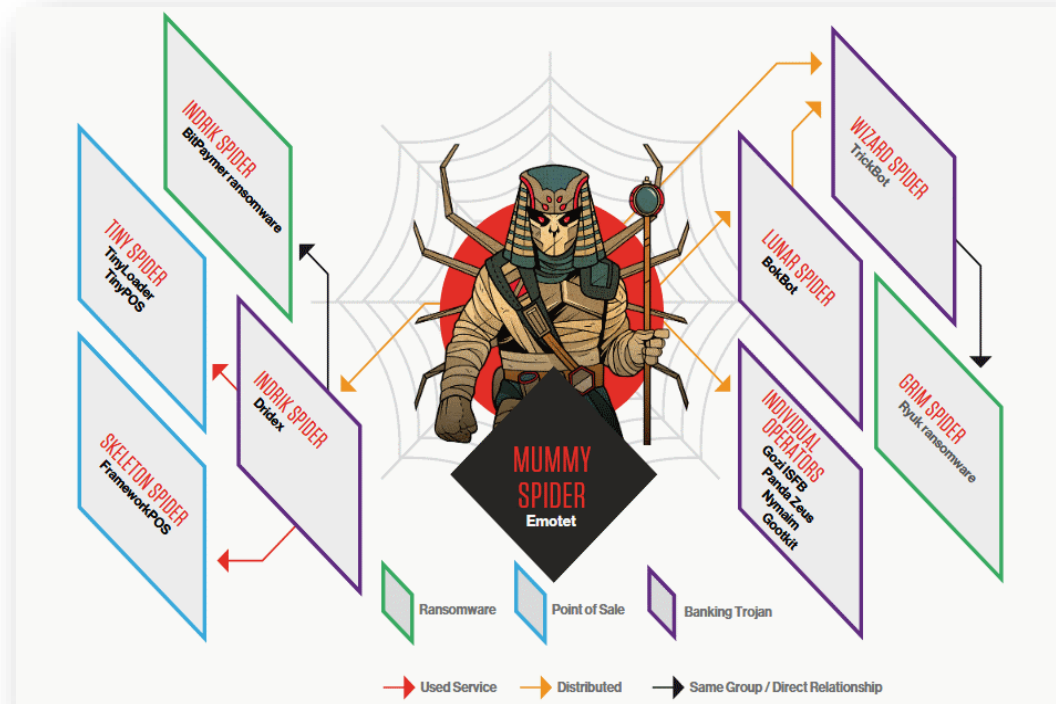 INDRIK SPIDER
BitPaymer ransomware
TINY SPIDER
TinyLoader
TinyPOS
SKELETON SPIDER
FrameworkPOS
INDRIK SPIDER
Dridex
MUMMY
SPIDER
Emotet
WIZARD SPIDER
TrickBot
LUNAR SPIDER
BokBot
INDIVIDUAL
OPERATORS
Gozi ISFB
Panda Zeus
Nymaim
Gootkit
GRIM SPIDER
Ryuk ransomware
Ransomware
Point of Sale
Banking Trojan
Used Service
Distributed
Same Group / Direct Relationship